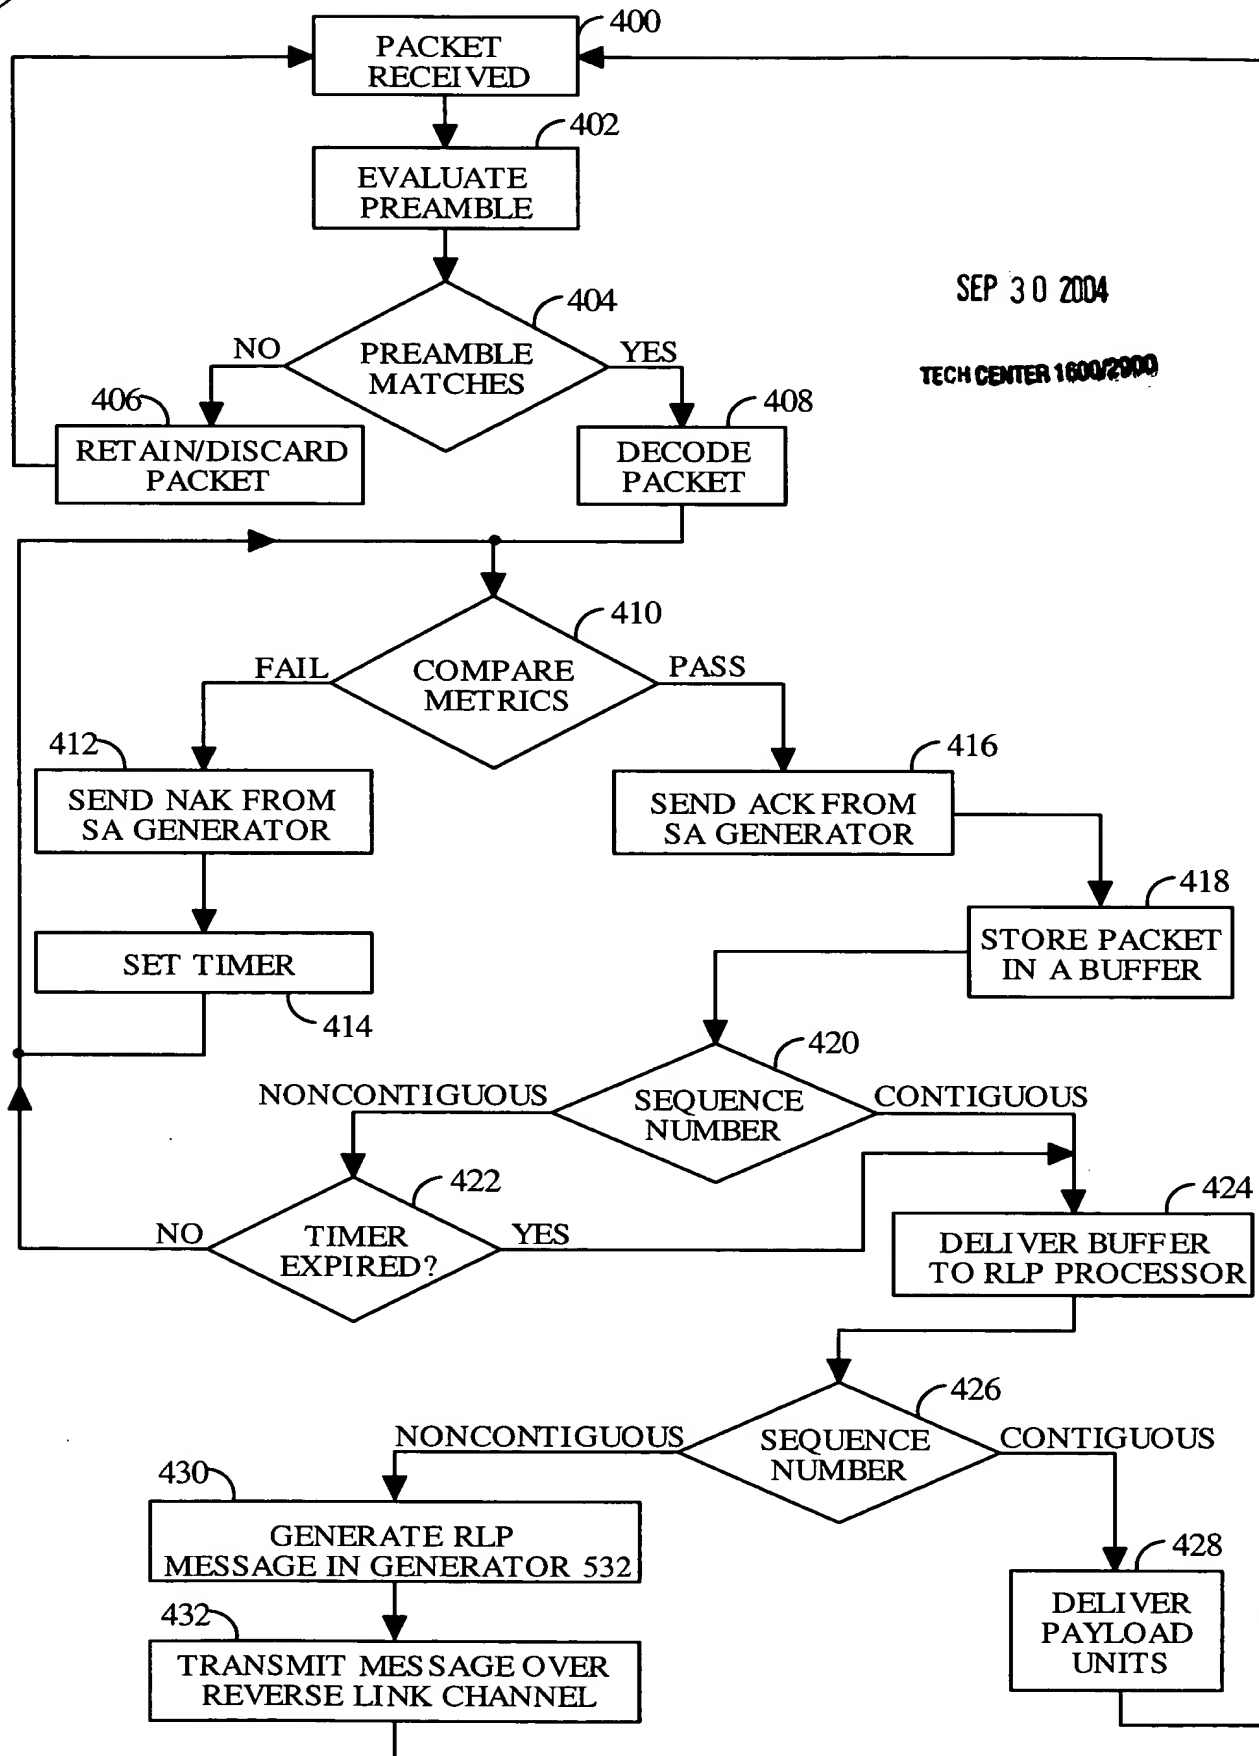 400
PACKET
RECEIVED
402
EVALUATE
PREAMBLE
SEP 30 2004
404
NO
PREAMBLE
MATCHES
YES
TECH CENTER 1600/2900
406
RETAIN/DISCARD
PACKET
408
DECODE
PACKET
410
FAIL
COMPARE
METRICS
PASS
412
SEND NAK FROM
SA GENERATOR
416
SEND ACK FROM
SA GENERATOR
418
STORE PACKET
IN A BUFFER
SET TIMER
414
420
NONCONTIGUOUS
SEQUENCE
NUMBER
CONTIGUOUS
422
NO
TIMER
EXPIRED?
YES
424
DELIVER BUFFER
TO RLP PROCESSOR
426
NONCONTIGUOUS
SEQUENCE
NUMBER
CONTIGUOUS
430
GENERATE RLP
MESSAGE IN GENERATOR 532
428
DELIVER
PAYLOAD
UNITS
432
TRANSMIT MESSAGE OVER
REVERSE LINK CHANNEL